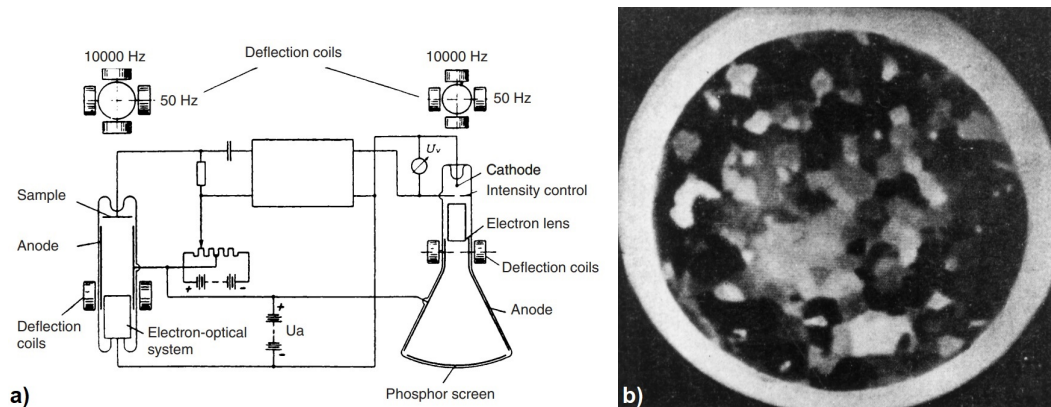 10000 Hz
Deflection coils
10000 Hz
50 Hz
50 Hz
Uv
Cathode
Intensity control
Sample
Electron lens
Anode
Deflection coils
+
-
+
Anode
Deflection
coils
Electron-optical
system
Ua
-
Phosphor screen
a)
b)